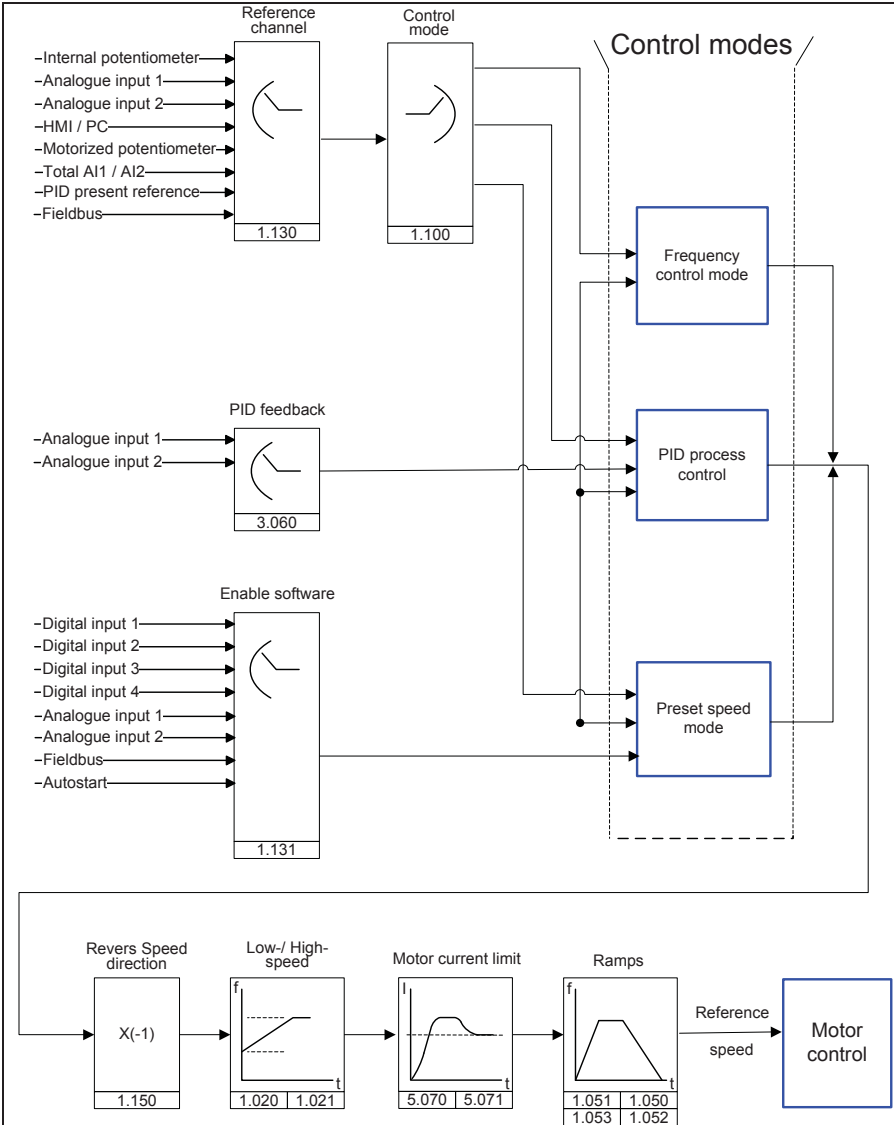 Reference
channel
Control
mode
Control modes
-Internal potentiometer
-Analogue input 1
-Analogue input 2
-HMI / PC
-Motorized potentiometer
-Total AI1 / AI2
-PID present reference
-Fieldbus
1.130
1.100
Frequency
control mode
PID feedback
-Analogue input 1
-Analogue input 2
3.060
PID process
control
Enable software
-Digital input 1
-Digital input 2
-Digital input 3
-Digital input 4
-Analogue input 1
-Analogue input 2
-Fieldbus
-Autostart
1.131
Preset speed
mode
Revers Speed
direction
X(-1)
1.150
Low-/ High-
speed
f
t
1.020 1.021
Motor current limit
I
t
5.070 5.071
Ramps
f
t
1.051 1.050
1.053 1.052
Reference
speed
Motor
control